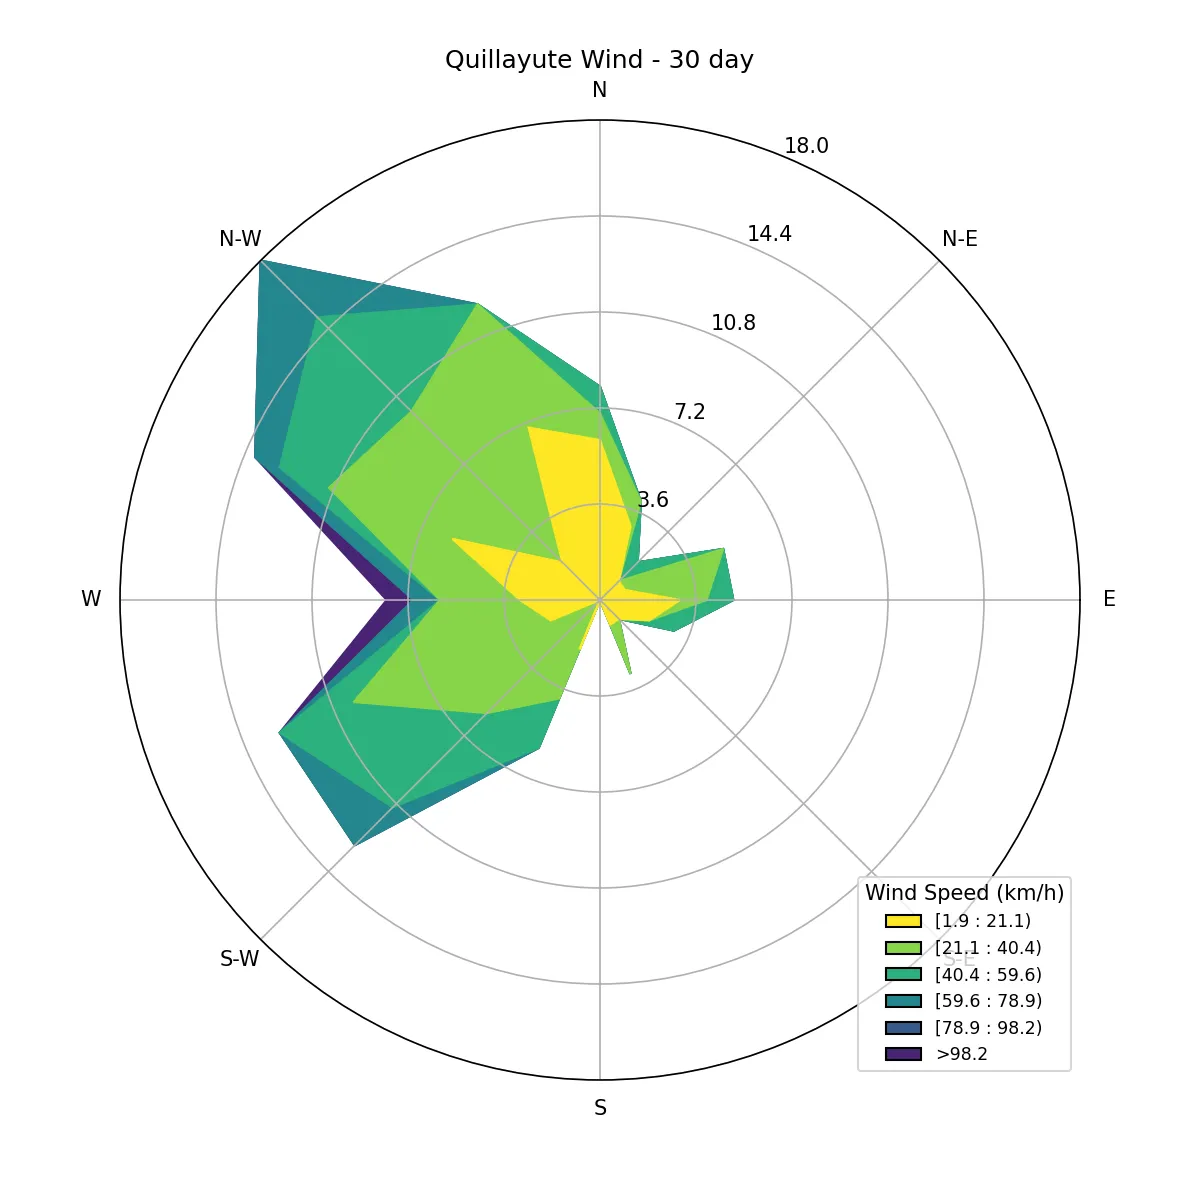 Quillayute Wind - 30 day
N
18.0
14.4
N-W
N-E
10.8
7.2
3.6
W
E
Wind Speed (km/h)
[1.9 : 21.1)
[21.1 : 40.4)
[40.4 : 59.6)
[59.6 : 78.9)
[78.9 : 98.2)
>98.2
S-W
S-E
S